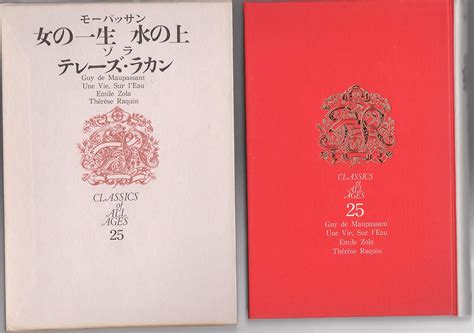 モーパッサン
女の一生 水の上
ゾラ
テレーズ・ラカン
Guy de Maupassant
Une Vie, Sur l'Eau
Emile Zola
Thérèse Raquin
CLASSICS
of
ALL
AGES
25
CLASSICS
of
ALL
AGES
25
Guy de Maupassant
Une Vie, Sur l'Eau
Emile Zola
Thérèse Raquin